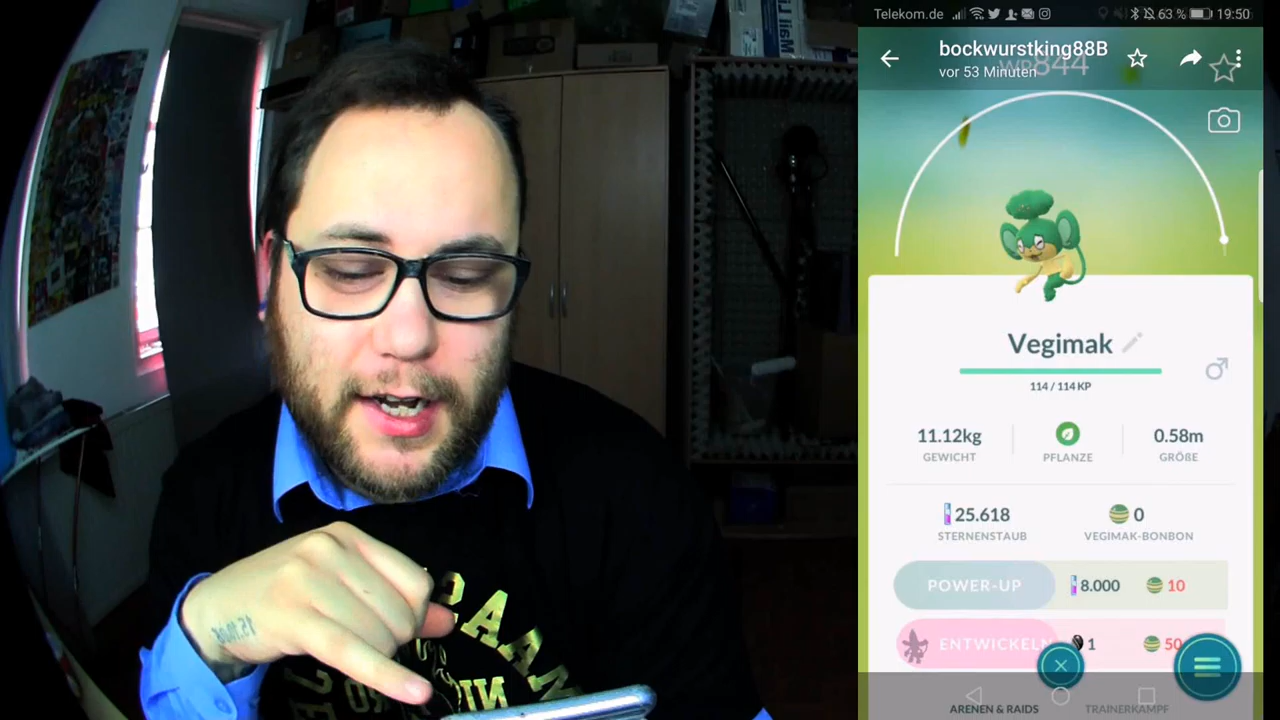 Telekom.de 63 % 19:50
bockwurstking88B
WP844
vor 53 Minuten
Vegimak
114 / 114 KP
11.12kg 0.58m
GEWICHT PFLANZE GRÖßE
25.618 0
STERNENSTAUB VEGIMAK-BONBON
POWER-UP 8.000 10
ENTWICKELN 1 50
ARENEN & RAIDS TRAINERKAMPF